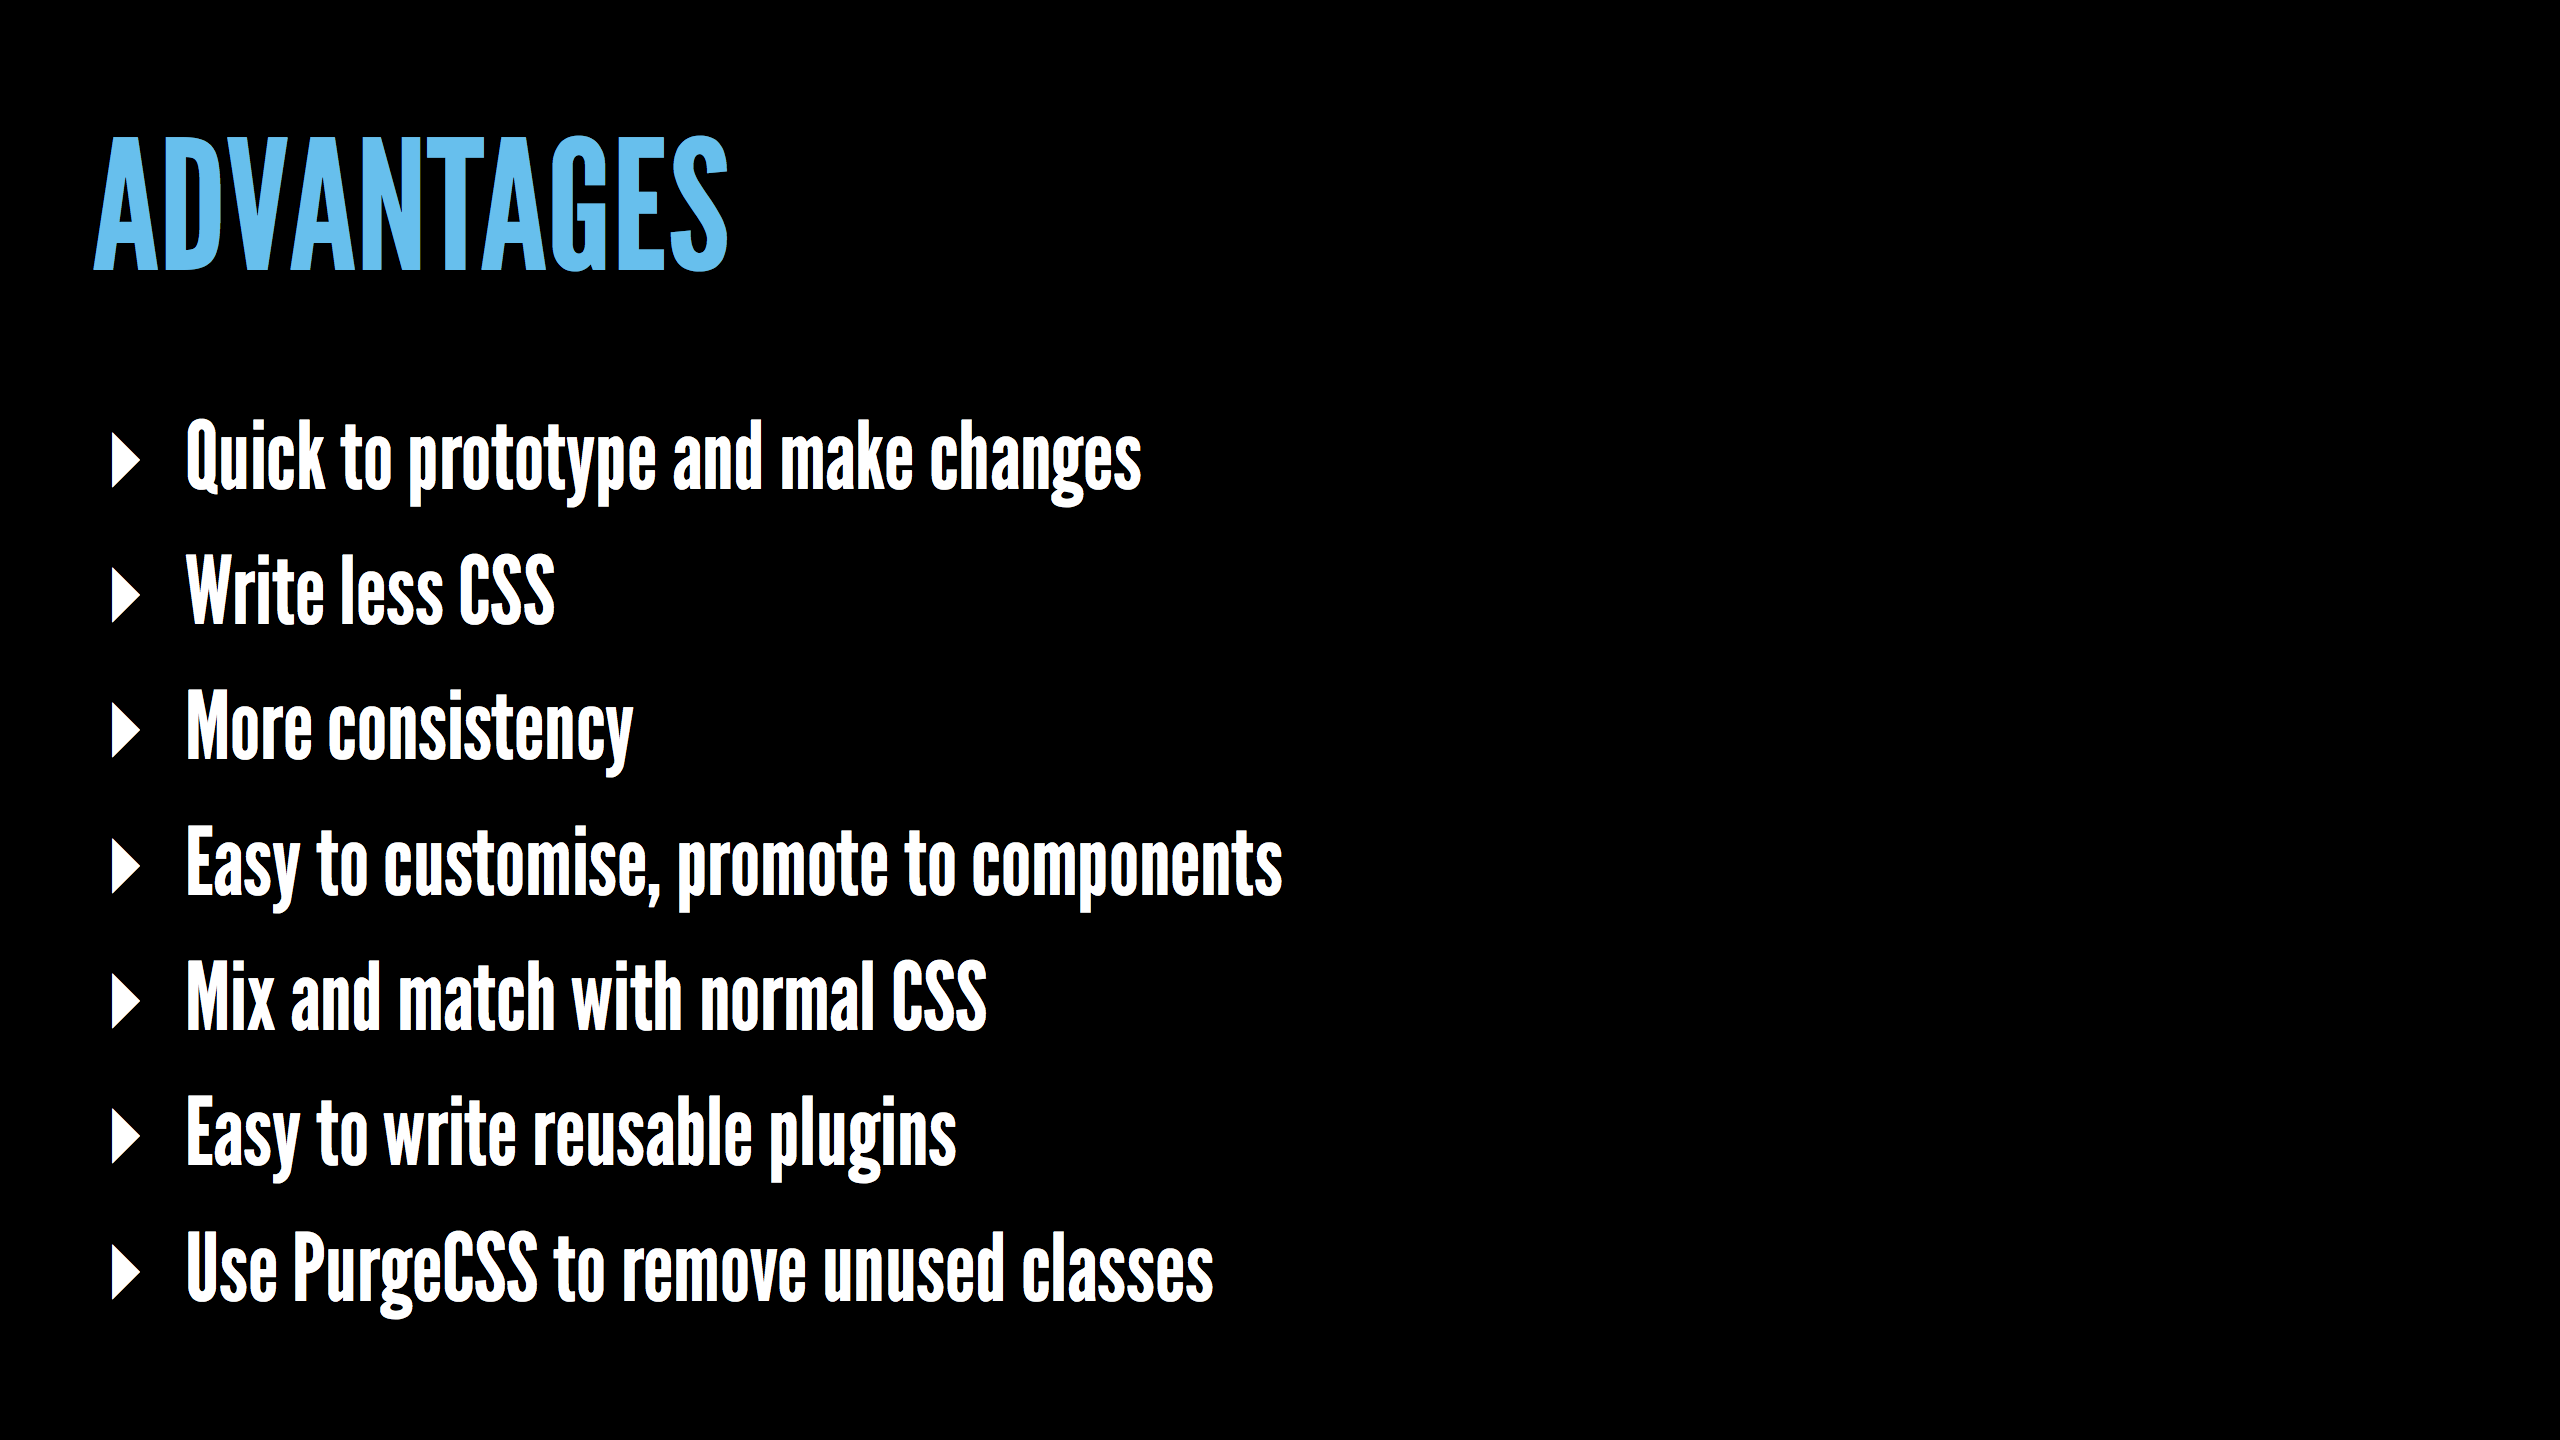 ADVANTAGES
▸ Quick to prototype and make changes
▸ Write less CSS
▸ More consistency
▸ Easy to customise, promote to components
▸ Mix and match with normal CSS
▸ Easy to write reusable plugins
▸ Use PurgeCSS to remove unused classes